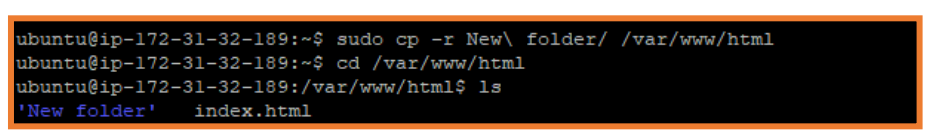 ubuntu@ip-172-31-32-189:~$ sudo cp -r New\ folder/ /var/www/html
ubuntu@ip-172-31-32-189:~$ cd /var/www/html
ubuntu@ip-172-31-32-189:/var/www/html$ ls
'New folder'   index.html